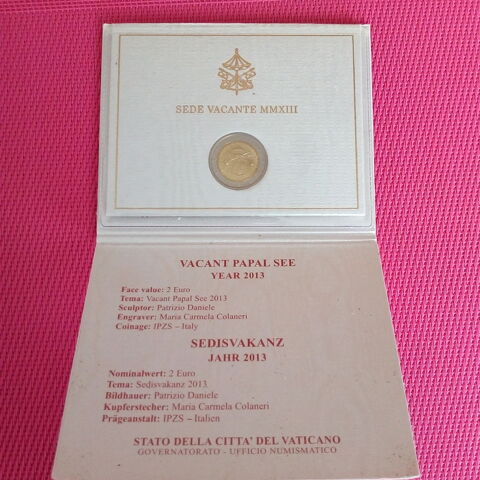 SEDE VACANTE MMXIII
VACANT PAPAL SEE
YEAR 2013
Face value: 2 Euro
Tema: Vacant Papal See 2013
Sculptor: Patrizio Daniele
Engraver: Maria Carmela Colaneri
Coinage: IPZS – Italy
SEDISVAKANZ
JAHR 2013
Nominalwert: 2 Euro
Tema: Sedisvakanz 2013
Bildhauer: Patrizio Daniele
Kupferstecher: Maria Carmela Colaneri
Prägeanstalt: IPZS – Italien
STATO DELLA CITTA' DEL VATICANO
GOVERNATORATO - UFFICIO NUMISMATICO